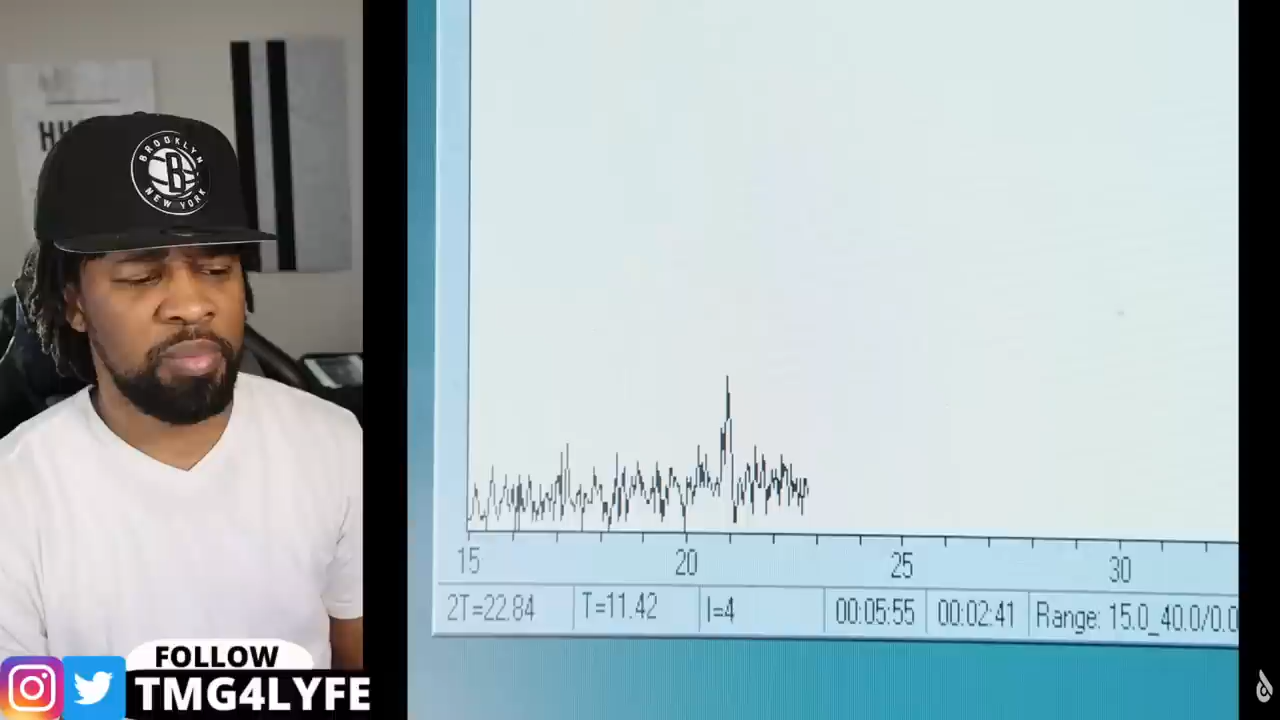 BROOKLYN
B
NEW YORK
15 20 25 30
2T=22.84 T=11.42 I=4 00:05:55 00:02:41 Range: 15.0_40.0/0.0
FOLLOW
TMG4LYFE